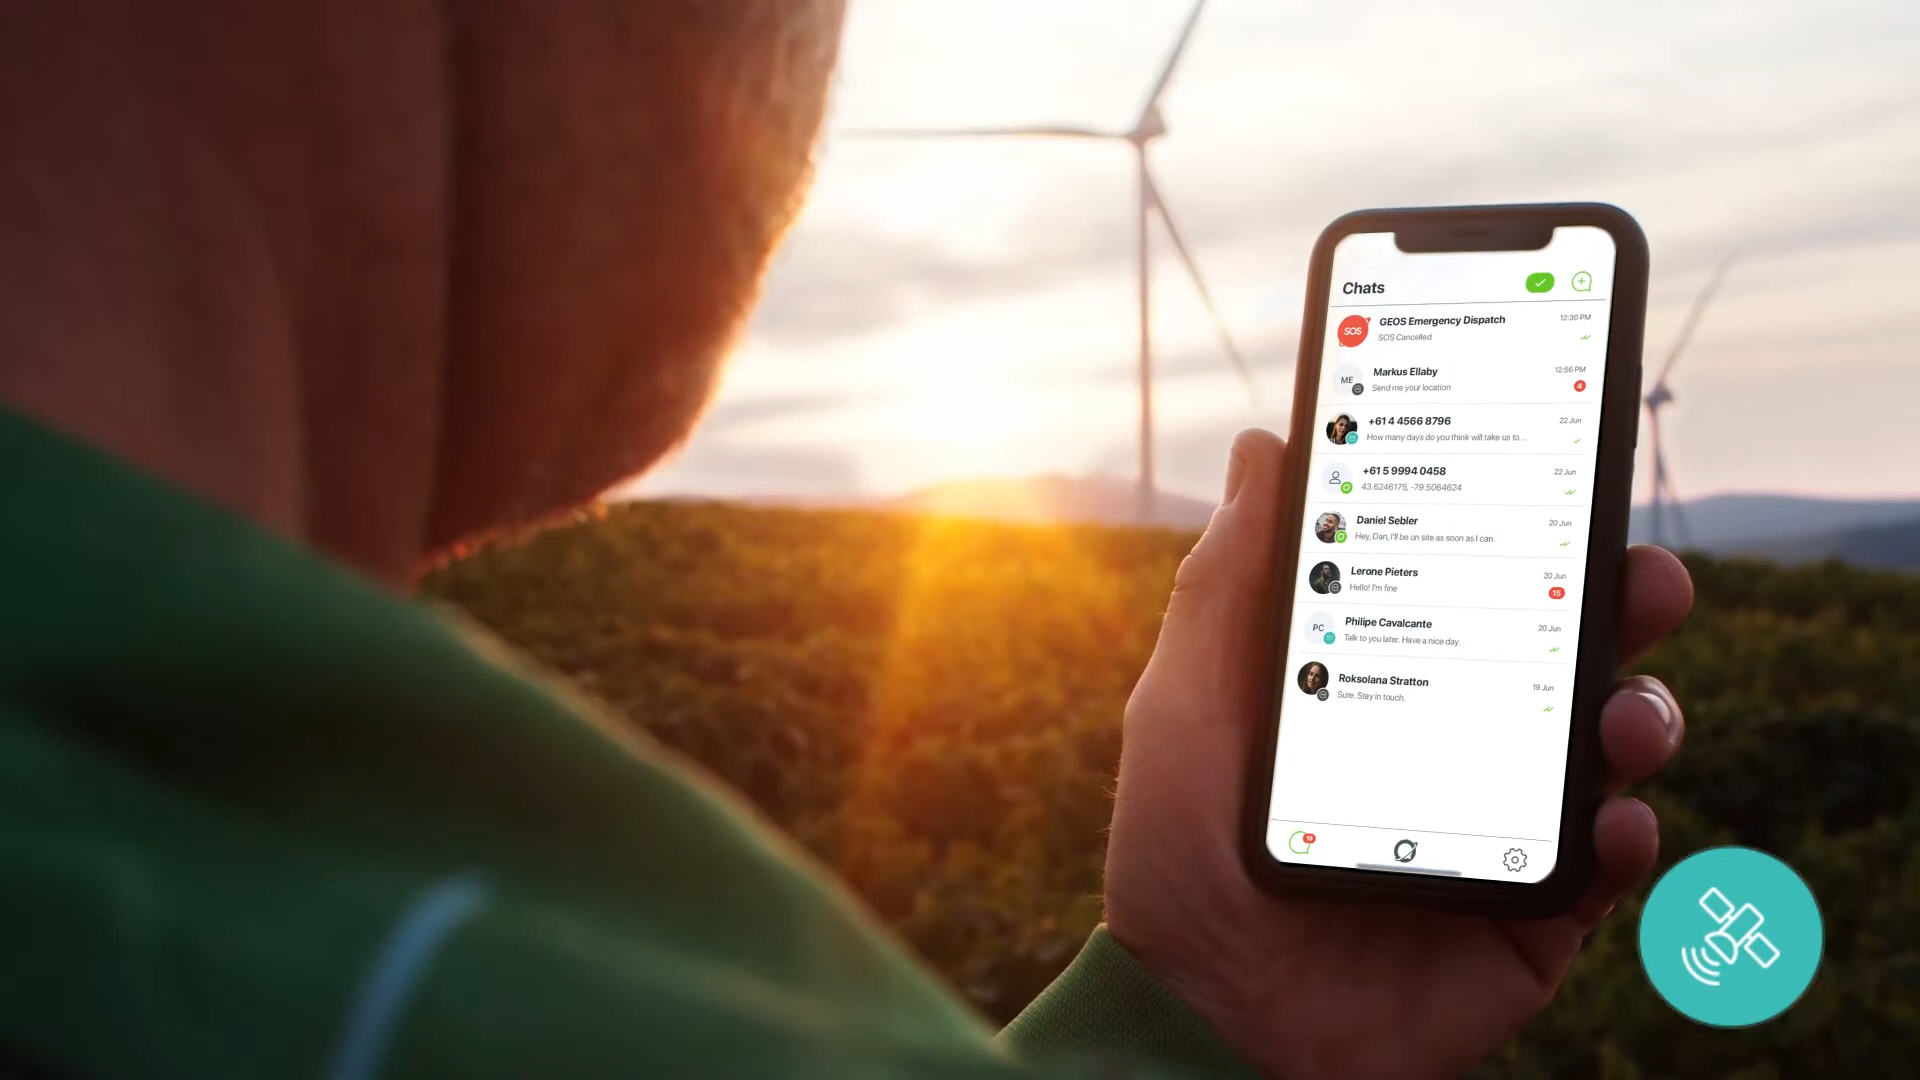 Chats
SOS
GEOS Emergency Dispatch
12:30 PM
SOS Cancelled
ME
Markus Ellaby
12:56 PM
Send me your location
4
+61 4 4566 8796
22 Jun
How many days do you think will take us to...
+61 5 9994 0458
22 Jun
43.6246175, -79.5064624
Daniel Sebler
20 Jun
Hey, Dan, I'll be on site as soon as I can.
Lerone Pieters
20 Jun
Hello! I'm fine
15
PC
Philipe Cavalcante
20 Jun
Talk to you later. Have a nice day.
Roksolana Stratton
19 Jun
Sure. Stay in touch.
19